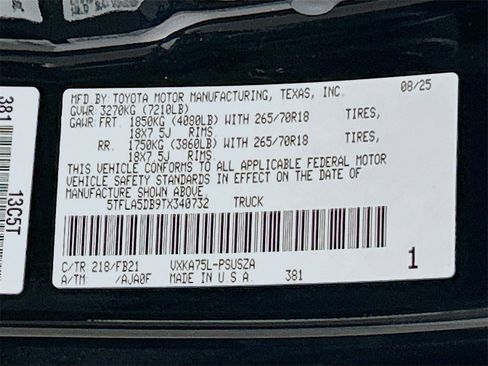 MFD BY: TOYOTA MOTOR MANUFACTURING, TEXAS, INC. 08/25
GVWR 3270KG (7210LB)
GAWR: FRT. 1850KG (4080LB) WITH 265/70R18 TIRES,
18X7.5J RIMS.
RR. 1750KG (3860LB) WITH 265/70R18 TIRES,
18X7.5J RIMS.
THIS VEHICLE CONFORMS TO ALL APPLICABLE FEDERAL MOTOR
VEHICLE SAFETY STANDARDS IN EFFECT ON THE DATE OF
MANUFACTURE SHOWN ABOVE.
5TFLA5DB9TX340732 TRUCK
C/TR 218/FB21 VXKA75L-PSUSZA
A/TM /AJA0F MADE IN U S A 381
1
381
13C5T